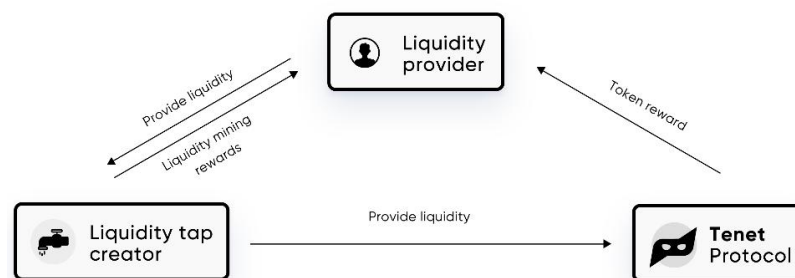 Liquidity
provider
Provide liquidity
Liquidity mining
rewards
Token reward
Liquidity tap
creator
Provide liquidity
Tenet
Protocol